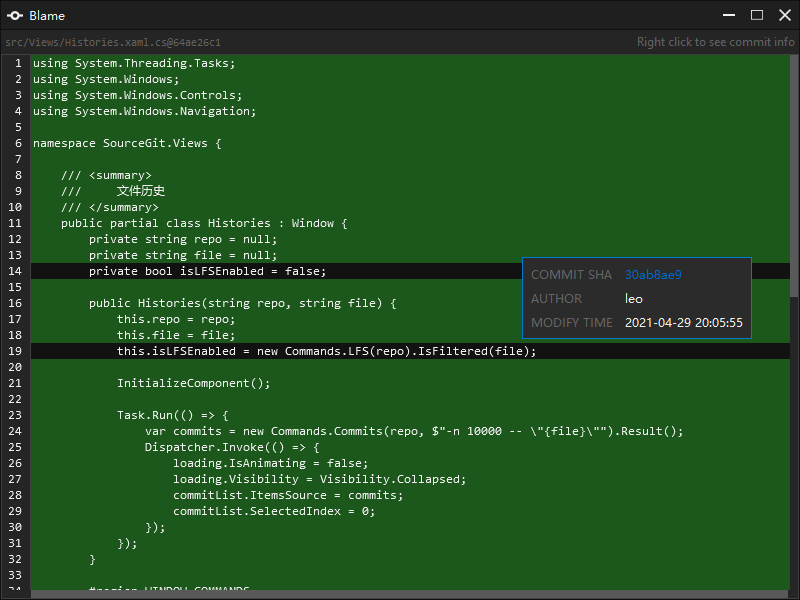 Blame
src/Views/Histories.xaml.cs@64ae26c1 Right click to see commit info
1 using System.Threading.Tasks;
2 using System.Windows;
3 using System.Windows.Controls;
4 using System.Windows.Navigation;
5
6 namespace SourceGit.Views {
7
8 /// <summary>
9 /// 文件历史
10 /// </summary>
11 public partial class Histories : Window {
12 private string repo = null;
13 private string file = null;
14 private bool isLFSEnabled = false;
15
16 public Histories(string repo, string file) {
17 this.repo = repo;
18 this.file = file;
19 this.isLFSEnabled = new Commands.LFS(repo).IsFiltered(file);
20
21 InitializeComponent();
22
23 Task.Run(() => {
24 var commits = new Commands.Commits(repo, $"-n 10000 -- \"{file}\"").Result();
25 Dispatcher.Invoke(() => {
26 loading.IsAnimating = false;
27 loading.Visibility = Visibility.Collapsed;
28 commitList.ItemsSource = commits;
29 commitList.SelectedIndex = 0;
30 });
31 });
32 }
33
34 #region WINDOW COMMANDS
COMMIT SHA 30ab8ae9
AUTHOR leo
MODIFY TIME 2021-04-29 20:05:55